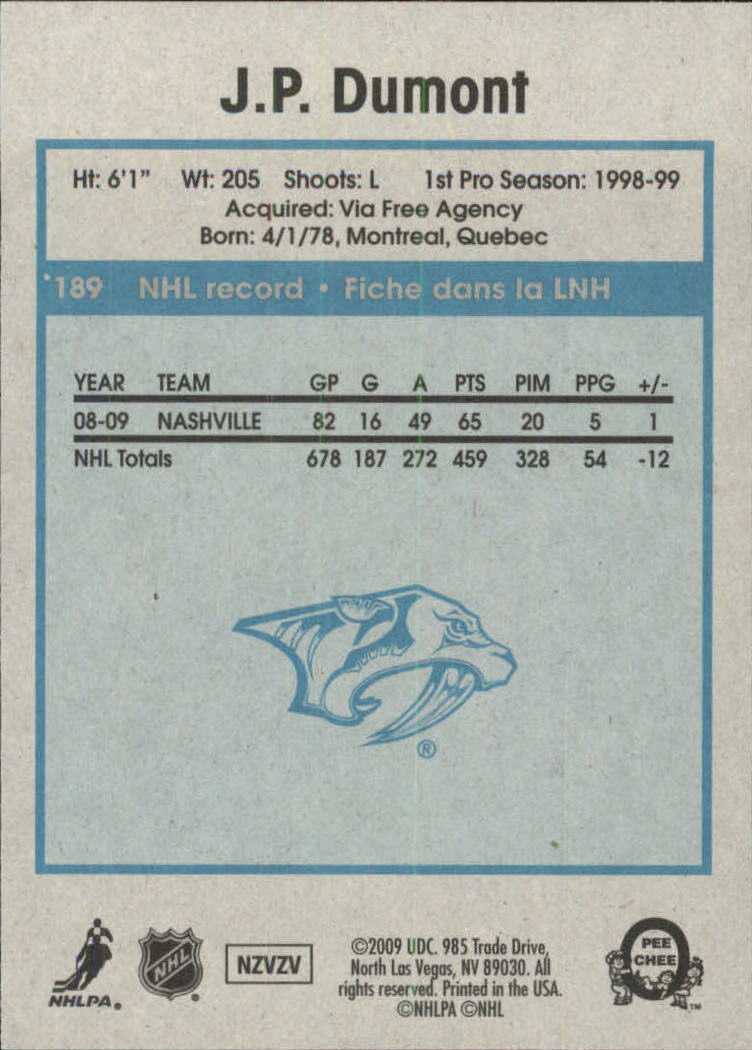 J.P. Dumont
Ht: 6'1" Wt: 205 Shoots: L 1st Pro Season: 1998-99
Acquired: Via Free Agency
Born: 4/1/78, Montreal, Quebec
189 NHL record • Fiche dans la LNH
YEAR TEAM GP G A PTS PIM PPG +/-
08-09 NASHVILLE 82 16 49 65 20 5 1
NHL Totals 678 187 272 459 328 54 -12
®
NHLPA®
NHL ®
NZVZV
©2009 UDC. 985 Trade Drive,
North Las Vegas, NV 89030. All
rights reserved. Printed in the USA.
©NHLPA ©NHL
O
PEE
CHEE
TM